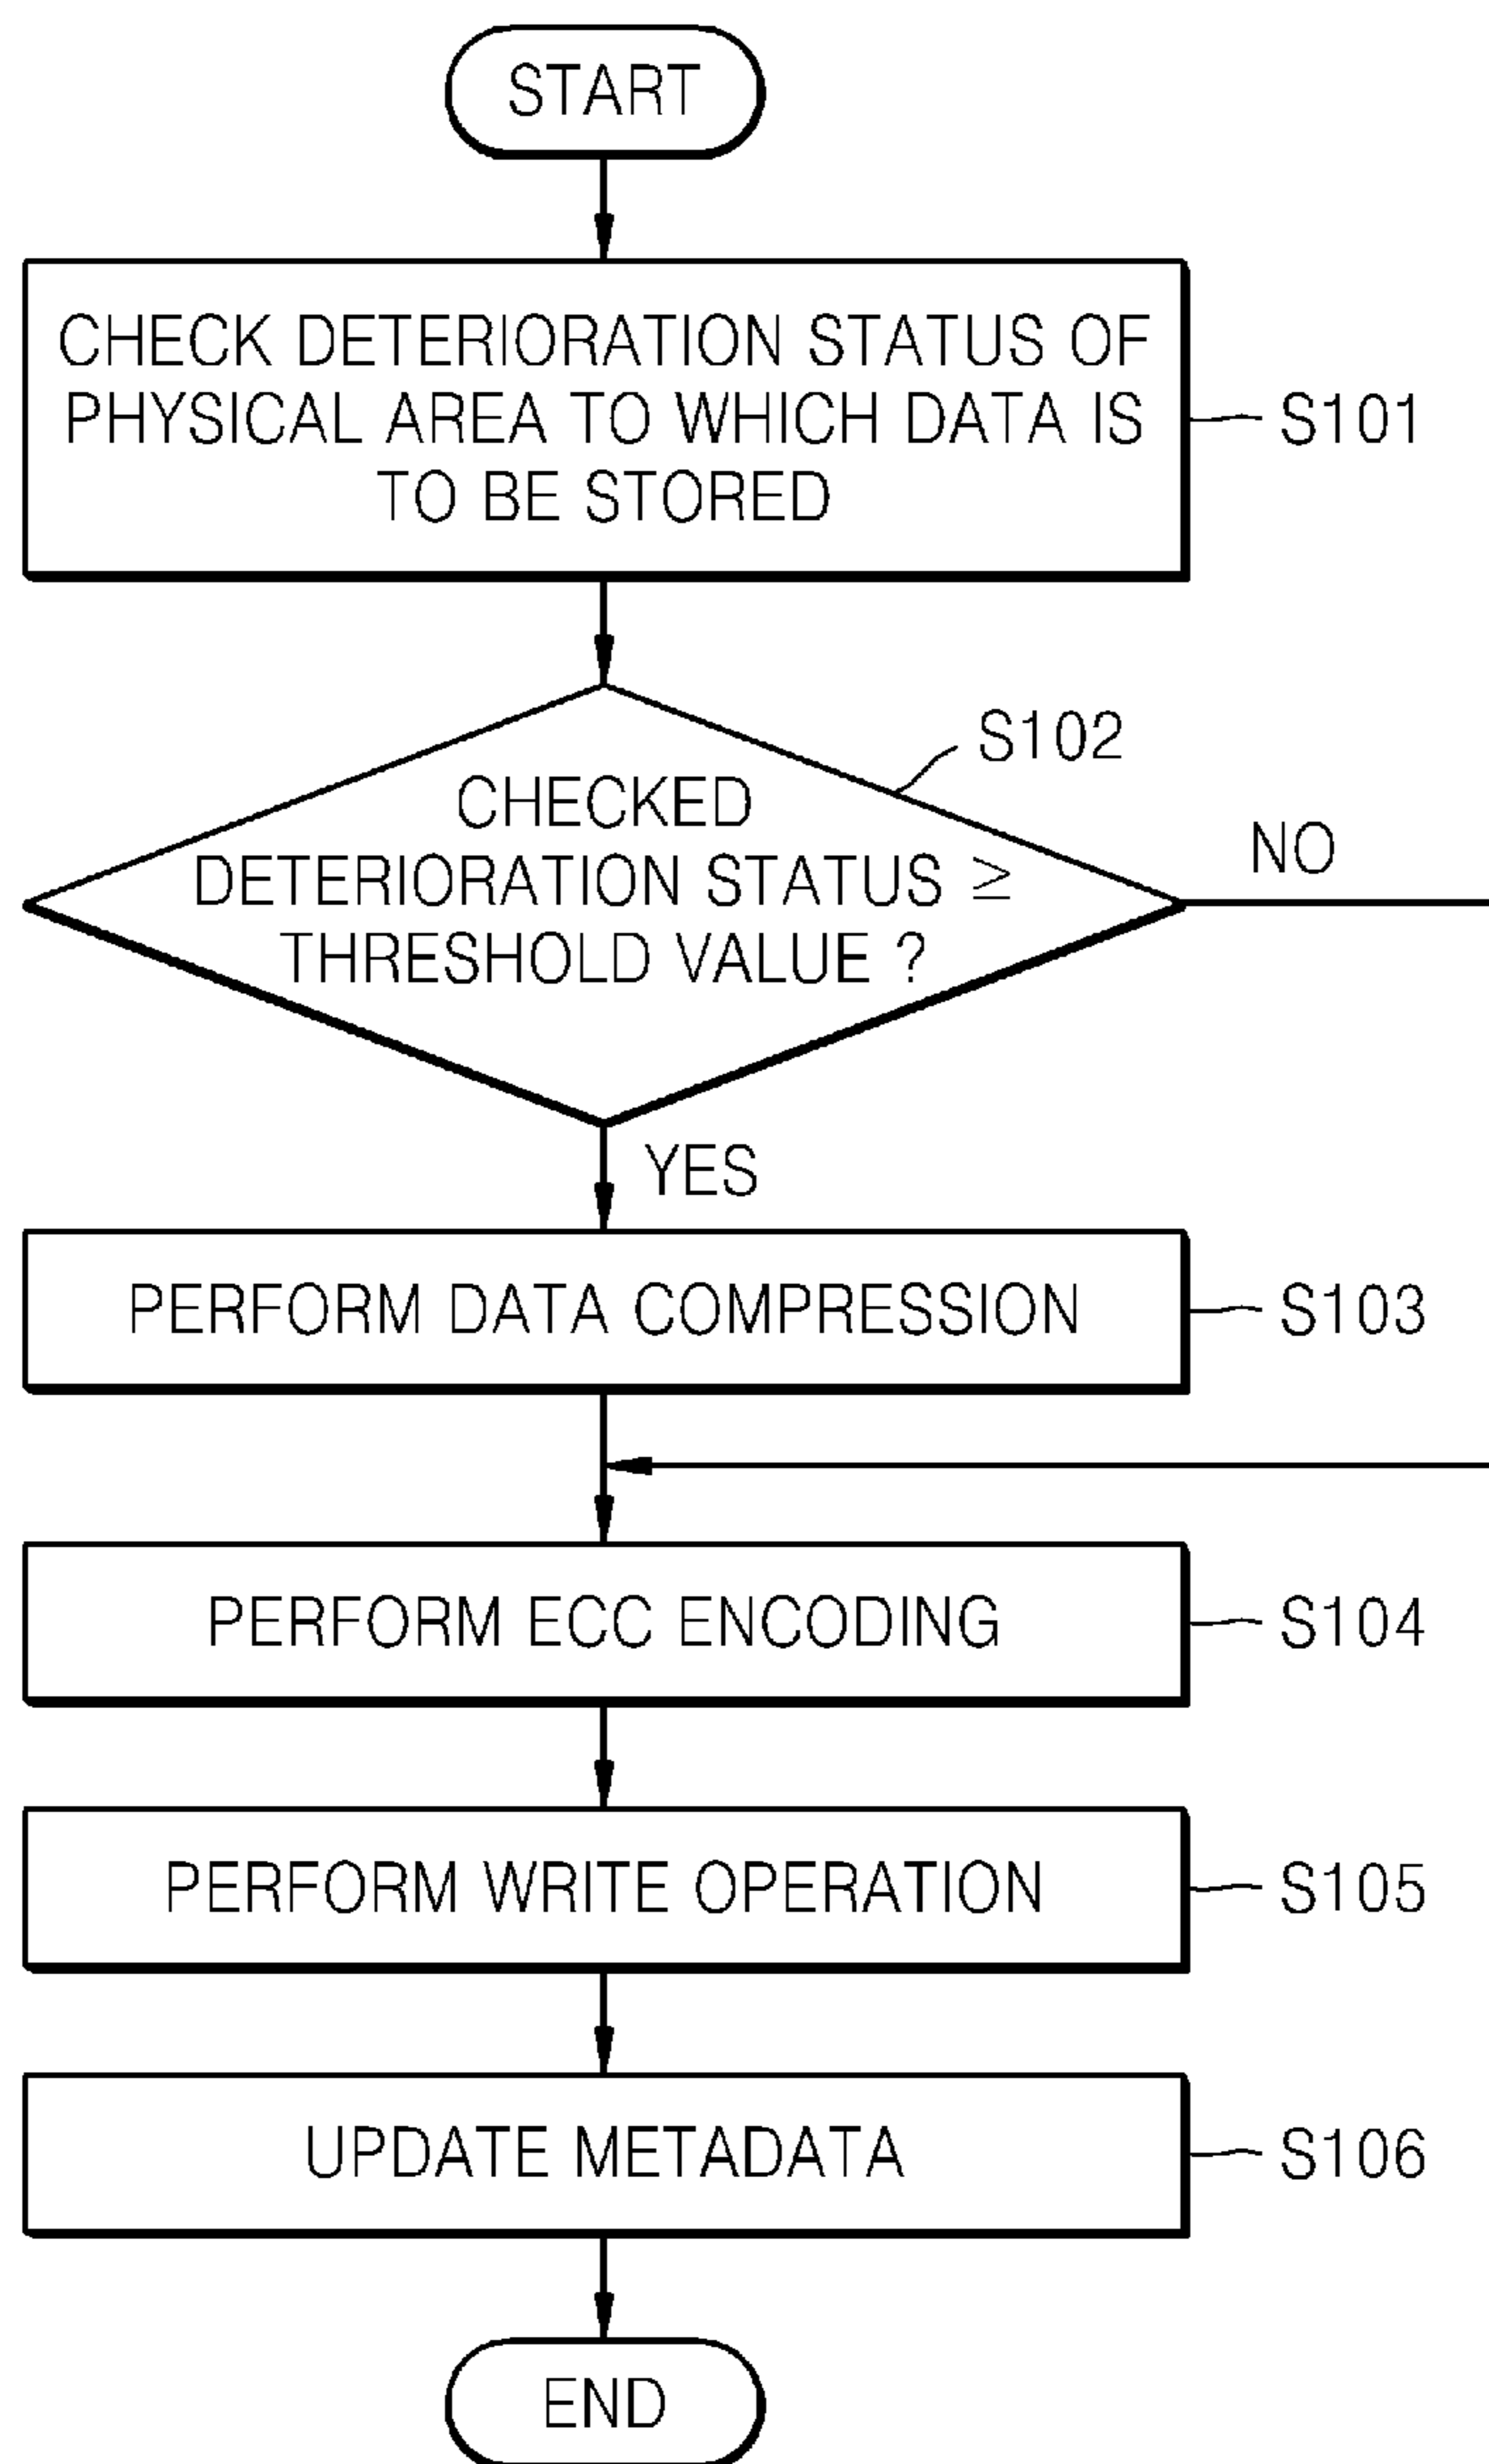 START
CHECK DETERIORATION STATUS OF
PHYSICAL AREA TO WHICH DATA IS
TO BE STORED
S101
S102
CHECKED
DETERIORATION STATUS ≥
THRESHOLD VALUE ?
NO
YES
PERFORM DATA COMPRESSION
S103
PERFORM ECC ENCODING
S104
PERFORM WRITE OPERATION
S105
UPDATE METADATA
S106
END